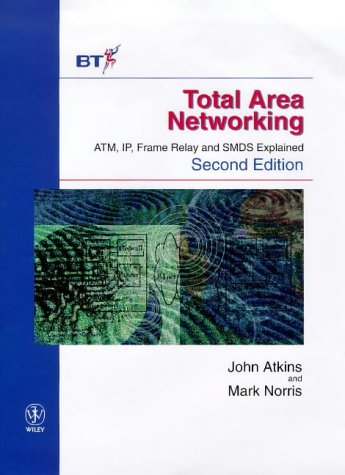 BT
Total Area
Networking
ATM, IP, Frame Relay and SMDS Explained
Second Edition
John Atkins
and
Mark Norris
WILEY